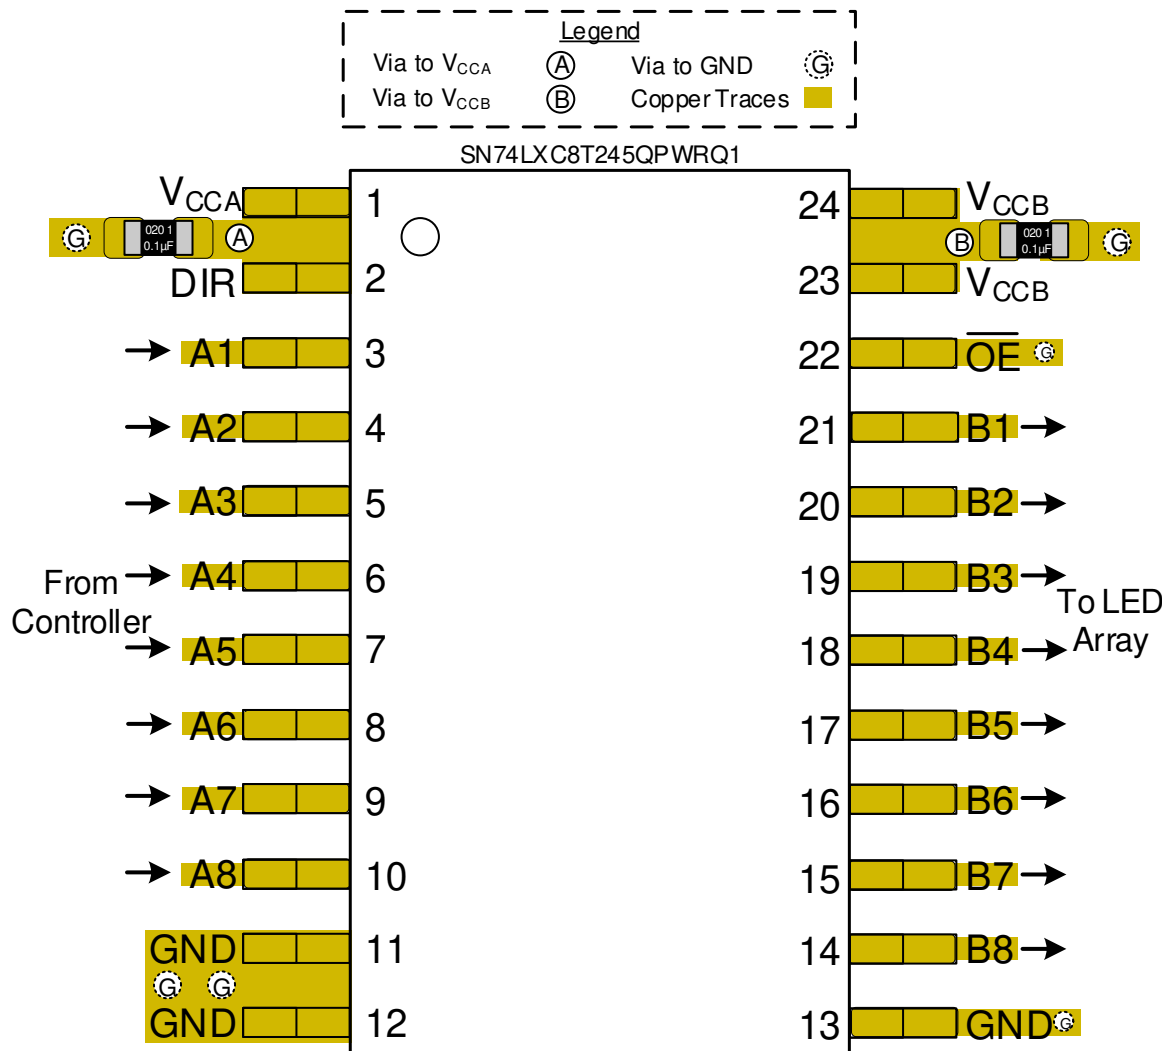 Legend
Via to VCCA A Via to GND G
Via to VCCB B Copper Traces
SN74LXC8T245QPWRQ1
VCCA 1 24 VCCB
G 0201 0.1µF A B 0201 0.1µF G
DIR 2 23 VCCB
A1 3 22 OE G
A2 4 21 B1
A3 5 20 B2
A4 6 19 B3
From Controller
To LED Array
A5 7 18 B4
A6 8 17 B5
A7 9 16 B6
A8 10 15 B7
GND 11 14 B8
G G
GND 12 13 GND G